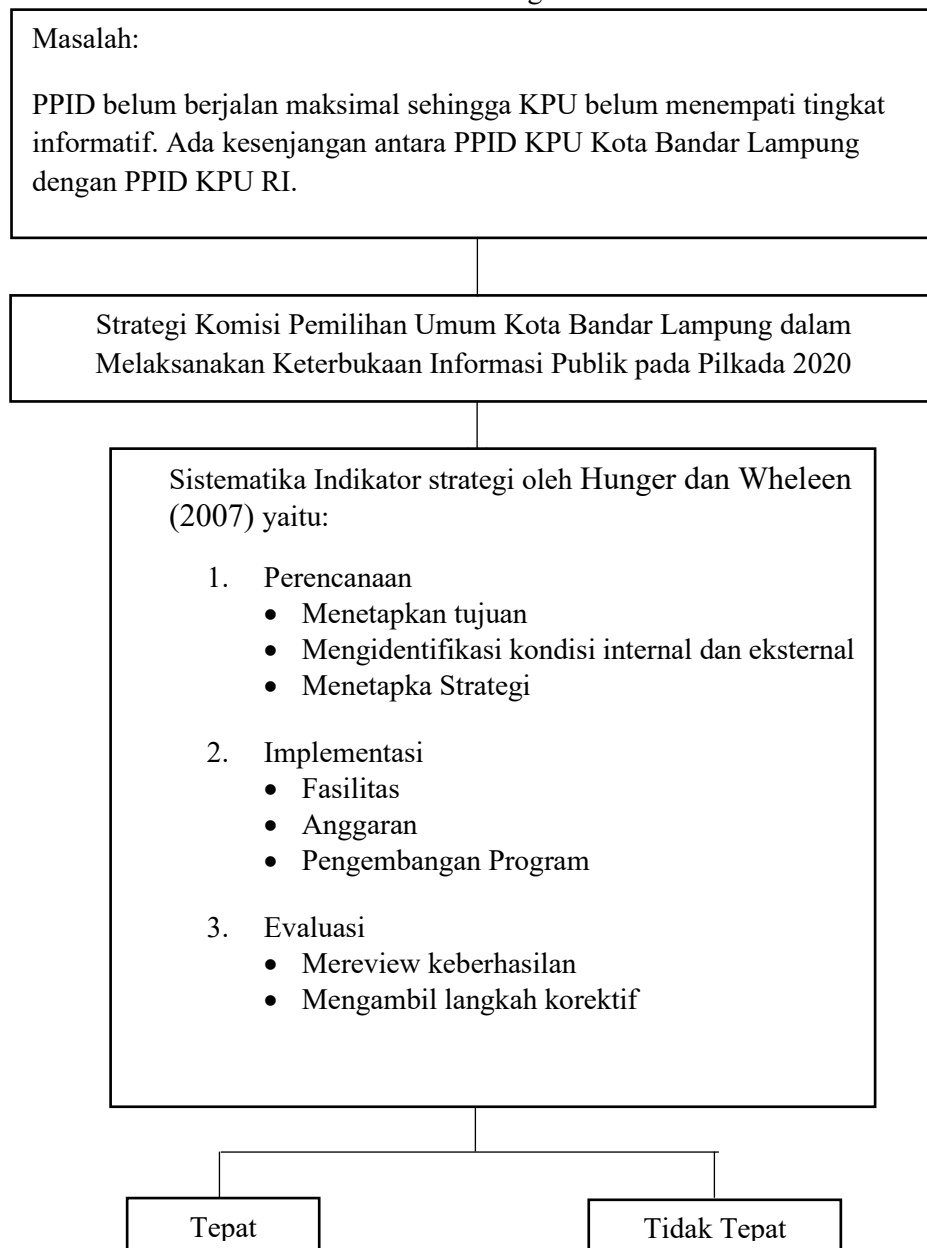 Masalah:
PPID belum berjalan maksimal sehingga KPU belum menempati tingkat
informatif. Ada kesenjangan antara PPID KPU Kota Bandar Lampung
dengan PPID KPU RI.
Strategi Komisi Pemilihan Umum Kota Bandar Lampung dalam
Melaksanakan Keterbukaan Informasi Publik pada Pilkada 2020
Sistematika Indikator strategi oleh Hunger dan Wheleen
(2007) yaitu:
1. Perencanaan
• Menetapkan tujuan
• Mengidentifikasi kondisi internal dan eksternal
• Menetapka Strategi
2. Implementasi
• Fasilitas
• Anggaran
• Pengembangan Program
3. Evaluasi
• Mereview keberhasilan
• Mengambil langkah korektif
Tepat
Tidak Tepat